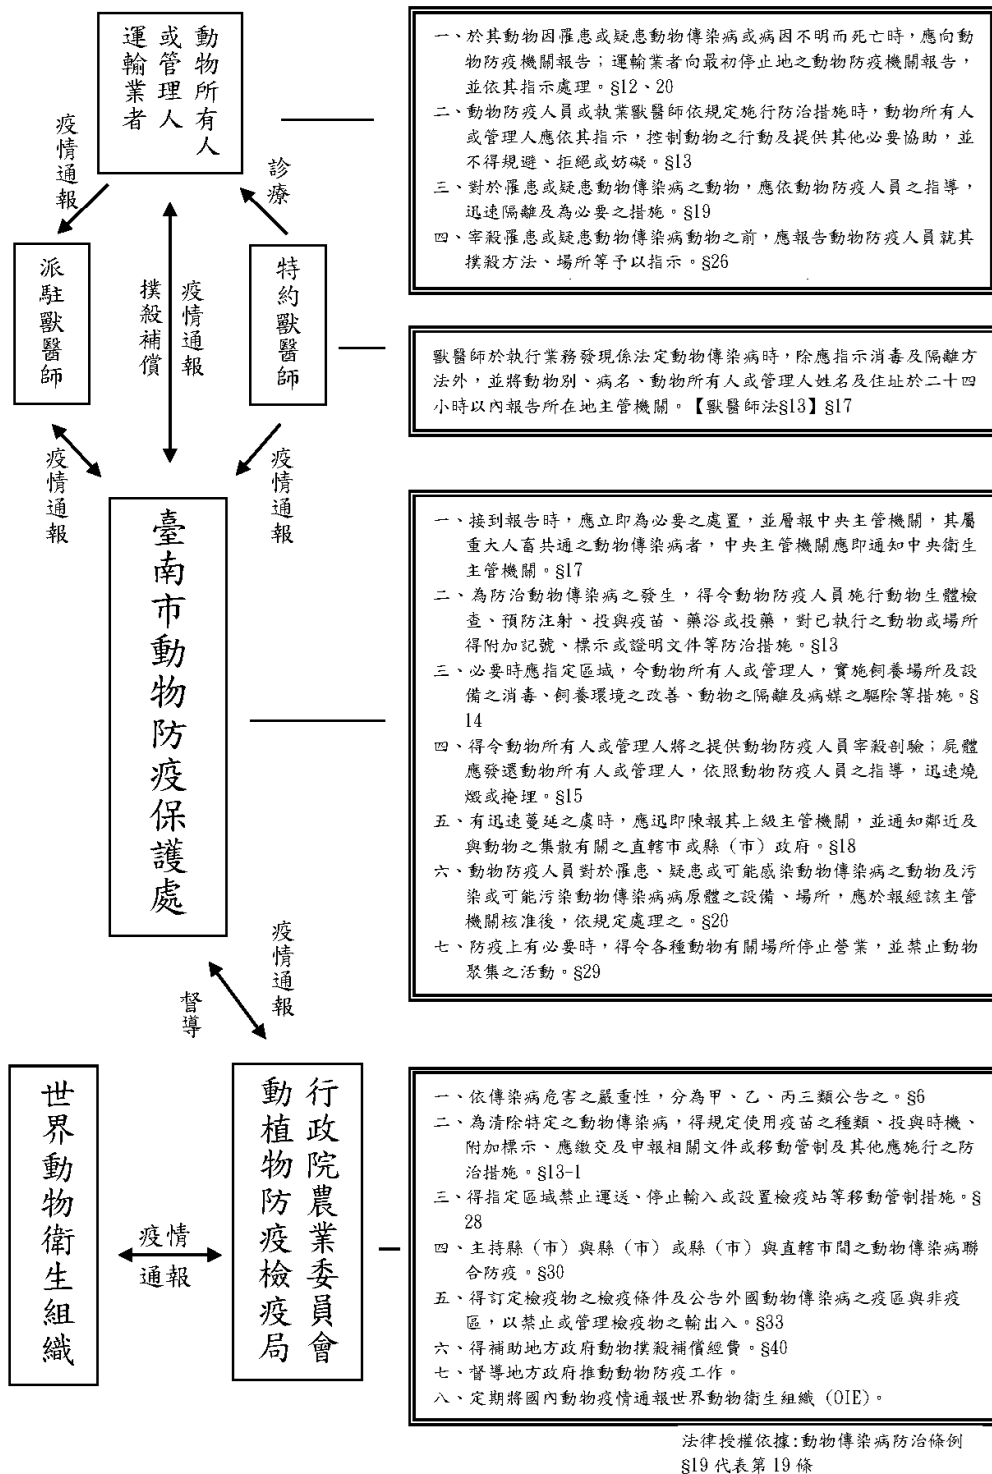 動物所有人
或管理人
運輸業者
一、於其動物因罹患或疑患動物傳染病或病因不明而死亡時，應向動
物防疫機關報告；運輸業者向最初停止地之動物防疫機關報告，
並依其指示處理。§12、20
二、動物防疫人員或執業獸醫師依規定施行防治措施時，動物所有人
或管理人應依其指示，控制動物之行動及提供其他必要協助，並
不得規避、拒絕或妨礙。§13
三、對於罹患或疑患動物傳染病之動物，應依動物防疫人員之指導，
迅速隔離及為必要之措施。§19
四、宰殺罹患或疑患動物傳染病動物之前，應報告動物防疫人員就其
撲殺方法、場所等予以指示。§26
疫情通報
診療
派駐獸醫師
撲殺補償
疫情通報
特約獸醫師
獸醫師於執行業務發現係法定動物傳染病時，除應指示消毒及隔離方
法外，並將動物別、病名、動物所有人或管理人姓名及住址於二十四
小時以內報告所在地主管機關。【獸醫師法§13】§17
疫情通報
疫情通報
臺南市動物防疫保護處
一、接到報告時，應立即為必要之處置，並層報中央主管機關，其屬
重大人畜共通之動物傳染病者，中央主管機關應即通知中央衛生
主管機關。§17
二、為防治動物傳染病之發生，得令動物防疫人員施行動物生體檢
查、預防注射、投與疫苗、藥浴或投藥，對已執行之動物或場所
得附加記號、標示或證明文件等防治措施。§13
三、必要時應指定區域，令動物所有人或管理人，實施飼養場所及設
備之消毒、飼養環境之改善、動物之隔離及病媒之驅除等措施。§
14
四、得令動物所有人或管理人將之提供動物防疫人員宰殺剖驗；屍體
應發還動物所有人或管理人，依照動物防疫人員之指導，迅速燒
燬或掩埋。§15
五、有迅速蔓延之虞時，應迅即陳報其上級主管機關，並通知鄰近及
與動物之集散有關之直轄市或縣（市）政府。§18
六、動物防疫人員對於罹患、疑患或可能感染動物傳染病之動物及污
染或可能污染動物傳染病病原體之設備、場所，應於報經該主管
機關核准後，依規定處理之。§20
七、防疫上有必要時，得令各種動物有關場所停止營業，並禁止動物
聚集之活動。§29
疫情通報
督導
世界動物衛生組織
疫情
通報
行政院農業委員會
動植物防疫檢疫局
一、依傳染病危害之嚴重性，分為甲、乙、丙三類公告之。§6
二、為清除特定之動物傳染病，得規定使用疫苗之種類、投與時機、
附加標示、應繳交及申報相關文件或移動管制及其他應施行之防
治措施。§13-1
三、得指定區域禁止運送、停止輸入或設置檢疫站等移動管制措施。§
28
四、主持縣（市）與縣（市）或縣（市）與直轄市間之動物傳染病聯
合防疫。§30
五、得訂定檢疫物之檢疫條件及公告外國動物傳染病之疫區與非疫
區，以禁止或管理檢疫物之輸出入。§33
六、得補助地方政府動物撲殺補償經費。§40
七、督導地方政府推動動物防疫工作。
八、定期將國內動物疫情通報世界動物衛生組織（OIE）。
法律授權依據:動物傳染病防治條例
§19 代表第 19 條